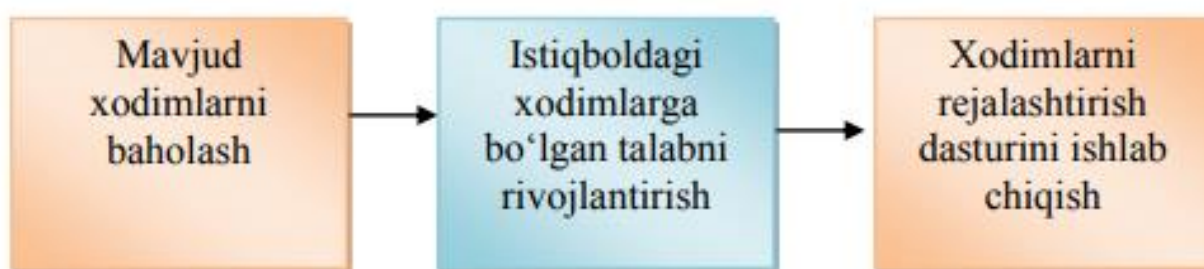 Mavjud
xodimlarni
baholash
Istiqboldagi
xodimlarga
bo‘lgan talabni
rivojlantirish
Xodimlarni
rejalashtirish
dasturini ishlab
chiqish